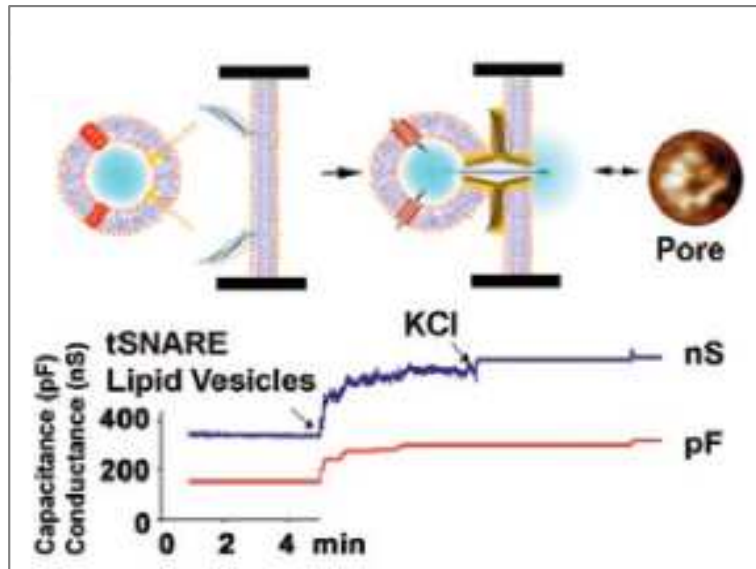 Pore
KCl
tSNARE
Lipid Vesicles
nS
pF
Capacitance (pF)
Conductance (nS)
400
200
0
0 2 4 min